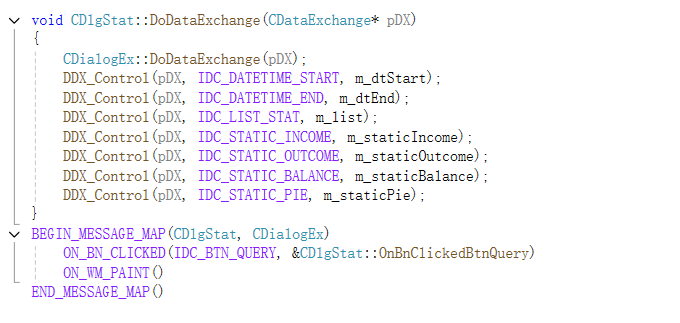 void CDlgStat::DoDataExchange(CDataExchange* pDX)
{
    CDialogEx::DoDataExchange(pDX);
    DDX_Control(pDX, IDC_DATETIME_START, m_dtStart);
    DDX_Control(pDX, IDC_DATETIME_END, m_dtEnd);
    DDX_Control(pDX, IDC_LIST_STAT, m_list);
    DDX_Control(pDX, IDC_STATIC_INCOME, m_staticIncome);
    DDX_Control(pDX, IDC_STATIC_OUTCOME, m_staticOutcome);
    DDX_Control(pDX, IDC_STATIC_BALANCE, m_staticBalance);
    DDX_Control(pDX, IDC_STATIC_PIE, m_staticPie);
}
BEGIN_MESSAGE_MAP(CDlgStat, CDialogEx)
    ON_BN_CLICKED(IDC_BTN_QUERY, &CDlgStat::OnBnClickedBtnQuery)
    ON_WM_PAINT()
END_MESSAGE_MAP()